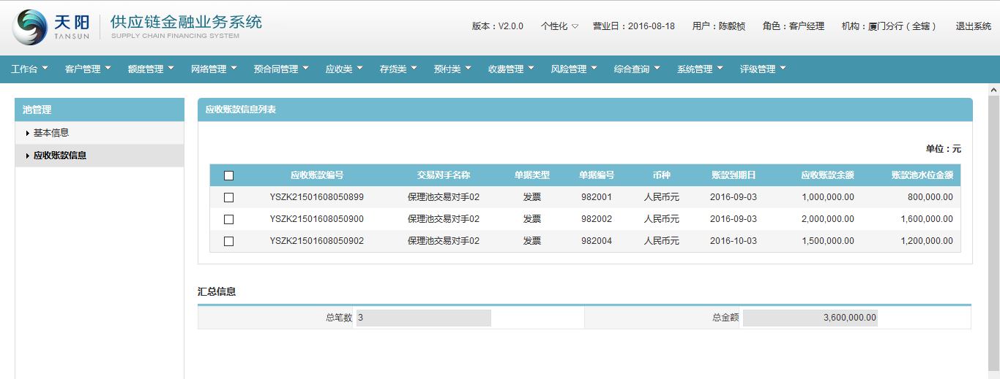 天阳 供应链金融业务系统
TANSUN SUPPLY CHAIN FINANCING SYSTEM
版本：V2.0.0 个性化 营业日：2016-08-18 用户：陈毅桢 角色：客户经理 机构：厦门分行（全辖） 退出系统
工作台 客户管理 额度管理 网络管理 预合同管理 应收类 存货类 预付类 收费管理 风险管理 综合查询 系统管理 评级管理
池管理
基本信息
应收账款信息
应收账款信息列表
单位：元
应收账款编号 交易对手名称 单据类型 单据编号 币种 账款到期日 应收账款余额 账款池水位金额
YSZK21501608050899 保理池交易对手02 发票 982001 人民币元 2016-09-03 1,000,000.00 800,000.00
YSZK21501608050900 保理池交易对手02 发票 982002 人民币元 2016-09-03 2,000,000.00 1,600,000.00
YSZK21501608050902 保理池交易对手02 发票 982004 人民币元 2016-10-03 1,500,000.00 1,200,000.00
汇总信息
总笔数 3 总金额 3,600,000.00